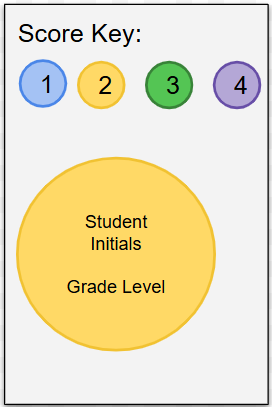 Score Key:
1 2 3 4
Student
Initials
Grade Level